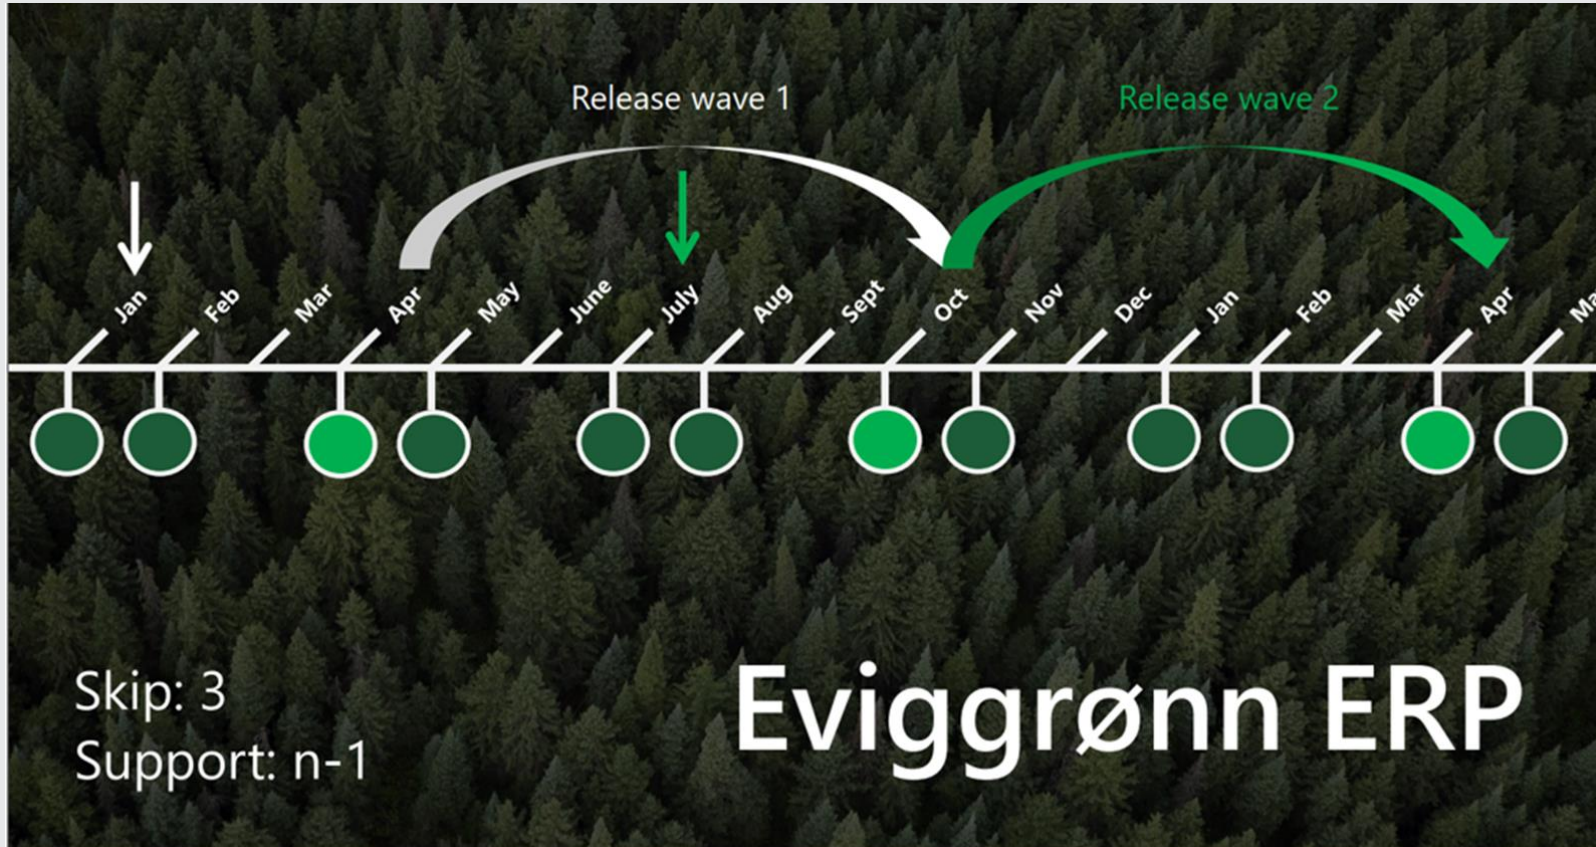 Release wave 1
Release wave 2
Jan
Feb
Mar
Apr
May
June
July
Aug
Sept
Oct
Nov
Dec
Jan
Feb
Mar
Apr
Skip: 3
Support: n-1
Eviggrønn ERP